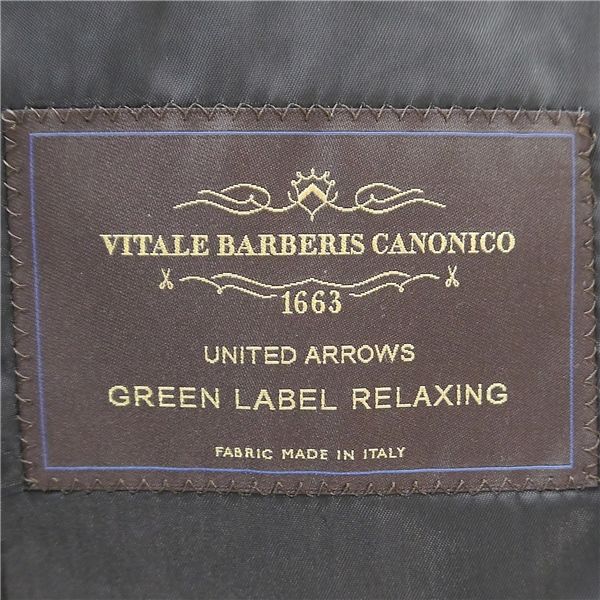 VITALE BARBERIS CANONICO
1663
UNITED ARROWS
GREEN LABEL RELAXING
FABRIC MADE IN ITALY